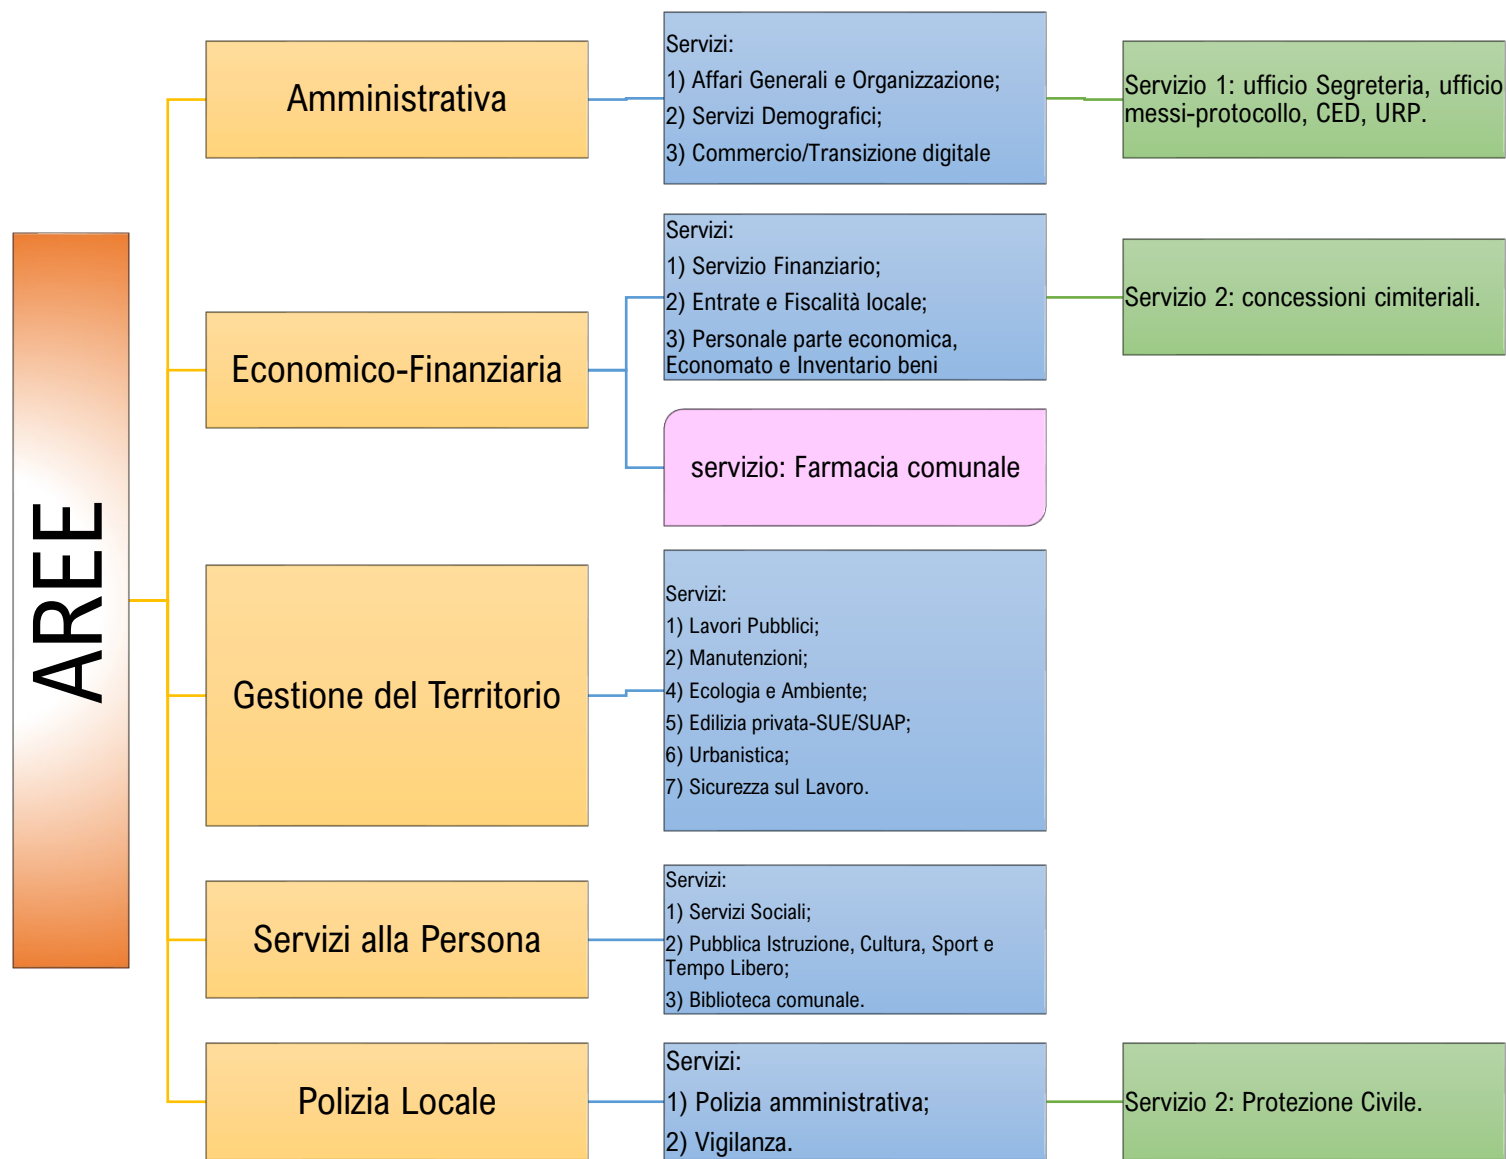 AREE
Amministrativa
Servizi:
1) Affari Generali e Organizzazione;
2) Servizi Demografici;
3) Commercio/Transizione digitale
Servizio 1: ufficio Segreteria, ufficio
messi-protocollo, CED, URP.
Economico-Finanziaria
Servizi:
1) Servizio Finanziario;
2) Entrate e Fiscalità locale;
3) Personale parte economica,
Economato e Inventario beni
Servizio 2: concessioni cimiteriali.
servizio: Farmacia comunale
Gestione del Territorio
Servizi:
1) Lavori Pubblici;
2) Manutenzioni;
4) Ecologia e Ambiente;
5) Edilizia privata-SUE/SUAP;
6) Urbanistica;
7) Sicurezza sul Lavoro.
Servizi alla Persona
Servizi:
1) Servizi Sociali;
2) Pubblica Istruzione, Cultura, Sport e
Tempo Libero;
3) Biblioteca comunale.
Polizia Locale
Servizi:
1) Polizia amministrativa;
2) Vigilanza.
Servizio 2: Protezione Civile.